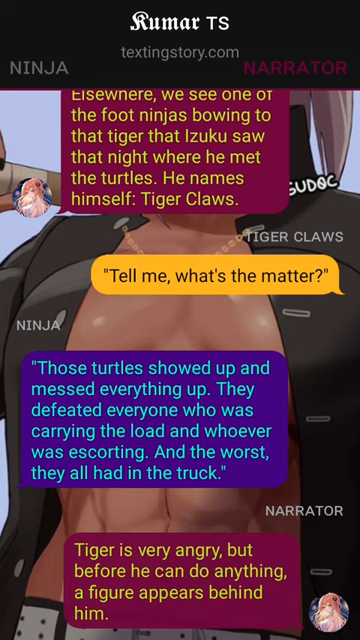 Kumar TS
textingstory.com
NINJA
NARRATOR
Elsewhere, we see one of
the foot ninjas bowing to
that tiger that Izuku saw
that night where he met
the turtles. He names
himself: Tiger Claws.
TIGER CLAWS
"Tell me, what's the matter?"
NINJA
"Those turtles showed up and
messed everything up. They
defeated everyone who was
carrying the load and whoever
was escorting. And the worst,
they all had in the truck."
NARRATOR
Tiger is very angry, but
before he can do anything,
a figure appears behind
him.